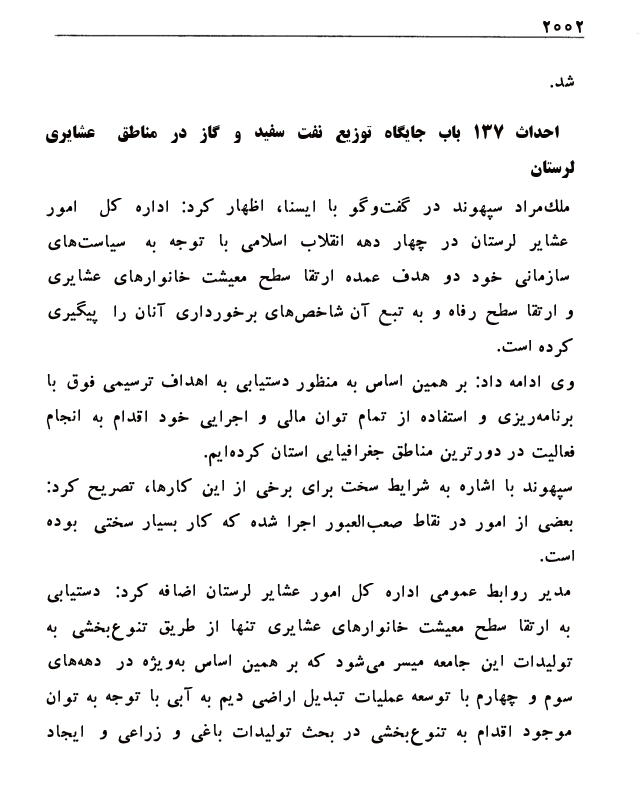 ۲۰۰۲
شد.
احداث ۱۳۷ باب جایگاه توزیع نفت سفید و گاز در مناطق عشایری
لرستان
ملک‌مراد سپهوند در گفت‌وگو با ایسنا، اظهار کرد: اداره کل امور
عشایر لرستان در چهار دهه انقلاب اسلامی با توجه به سیاست‌های
سازمانی خود دو هدف عمده ارتقا سطح معیشت خانوارهای عشایری
و ارتقا سطح رفاه و به تبع آن شاخص‌های برخورداری آنان را پیگیری
کرده است.
وی ادامه داد: بر همین اساس به منظور دستیابی به اهداف ترسیمی فوق با
برنامه‌ریزی و استفاده از تمام توان مالی و اجرایی خود اقدام به انجام
فعالیت در دورترین مناطق جغرافیایی استان کرده‌ایم.
سپهوند با اشاره به شرایط سخت برای برخی از این کارها، تصریح کرد:
بعضی از امور در نقاط صعب‌العبور اجرا شده که کار بسیار سختی بوده
است.
مدیر روابط عمومی اداره کل امور عشایر لرستان اضافه کرد: دستیابی
به ارتقا سطح معیشت خانوارهای عشایری تنها از طریق تنوع‌بخشی به
تولیدات این جامعه میسر می‌شود که بر همین اساس به‌ویژه در دهه‌های
سوم و چهارم با توسعه عملیات تبدیل اراضی دیم به آبی با توجه به توان
موجود اقدام به تنوع‌بخشی در بحث تولیدات باغی و زراعی و ایجاد